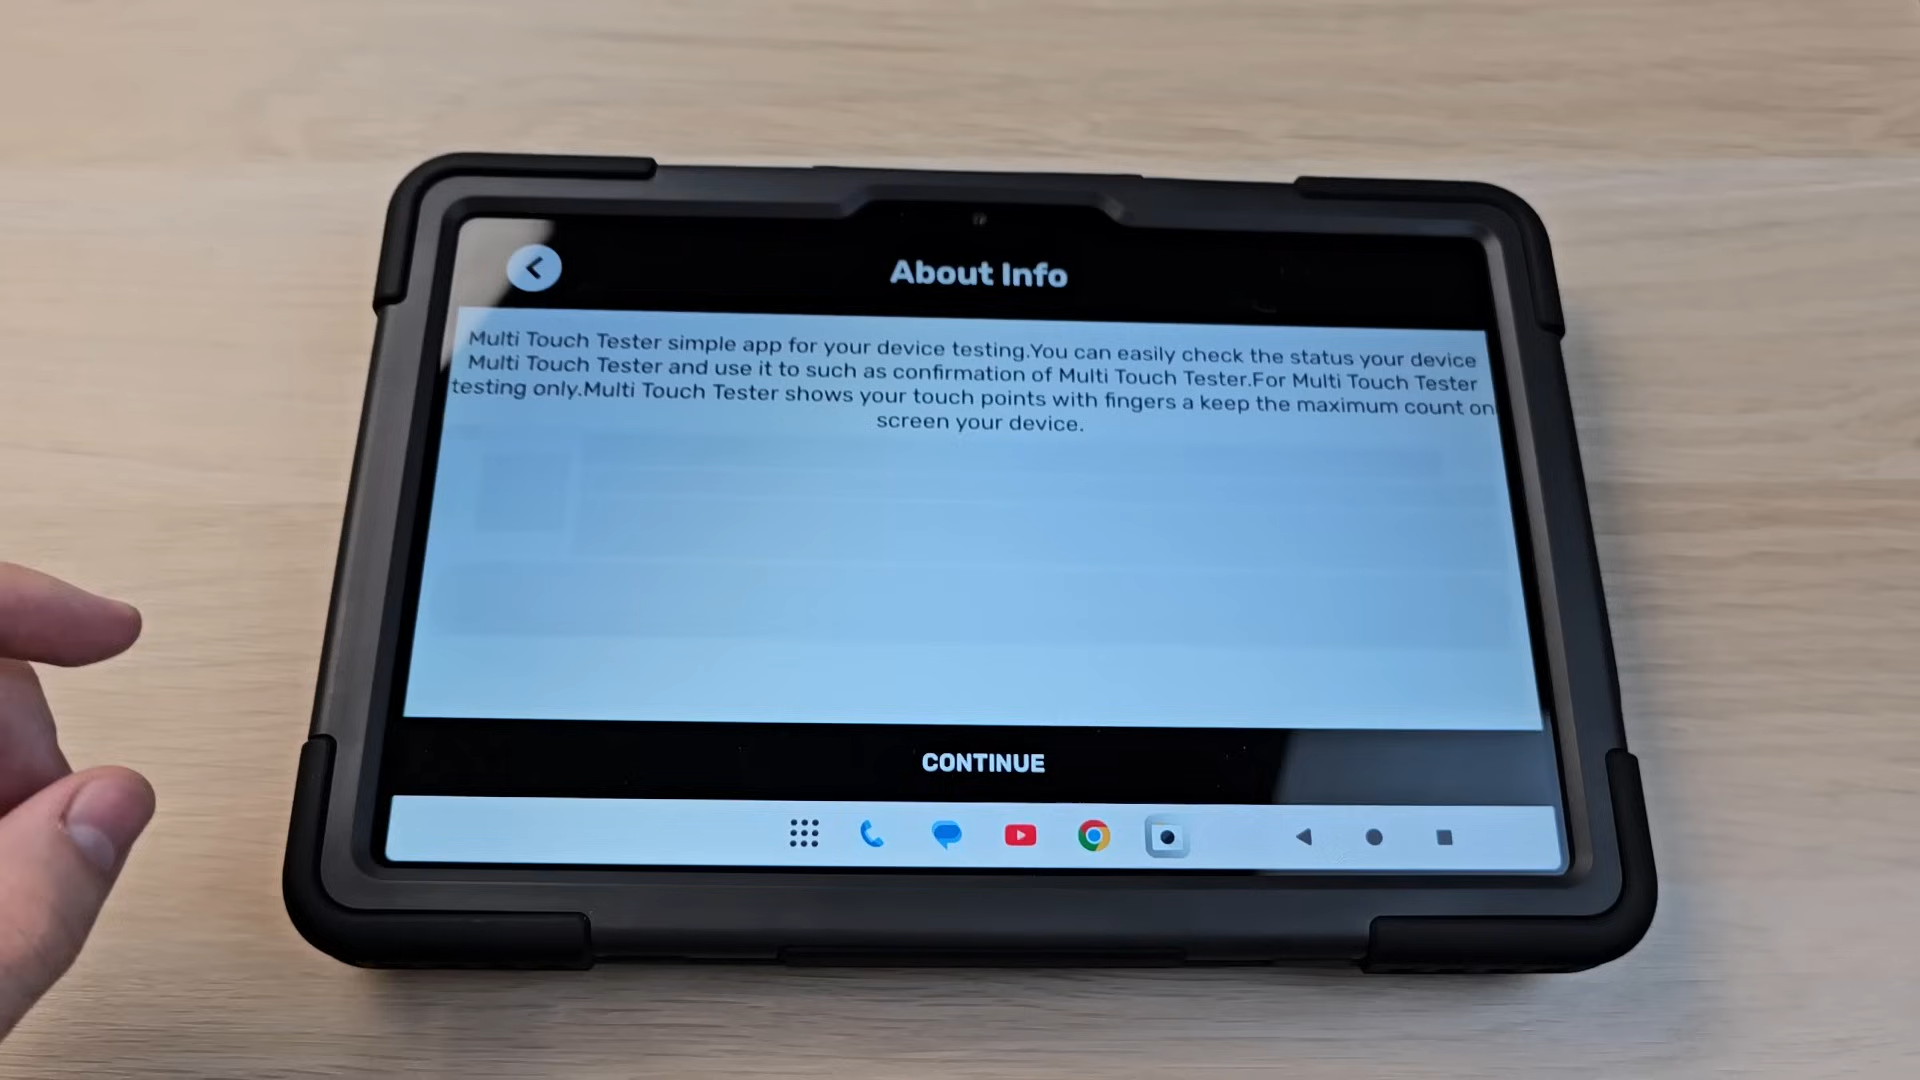 About Info
Multi Touch Tester simple app for your device testing.You can easily check the status your device
Multi Touch Tester and use it to such as confirmation of Multi Touch Tester.For Multi Touch Tester
testing only.Multi Touch Tester shows your touch points with fingers a keep the maximum count on
screen your device.
CONTINUE